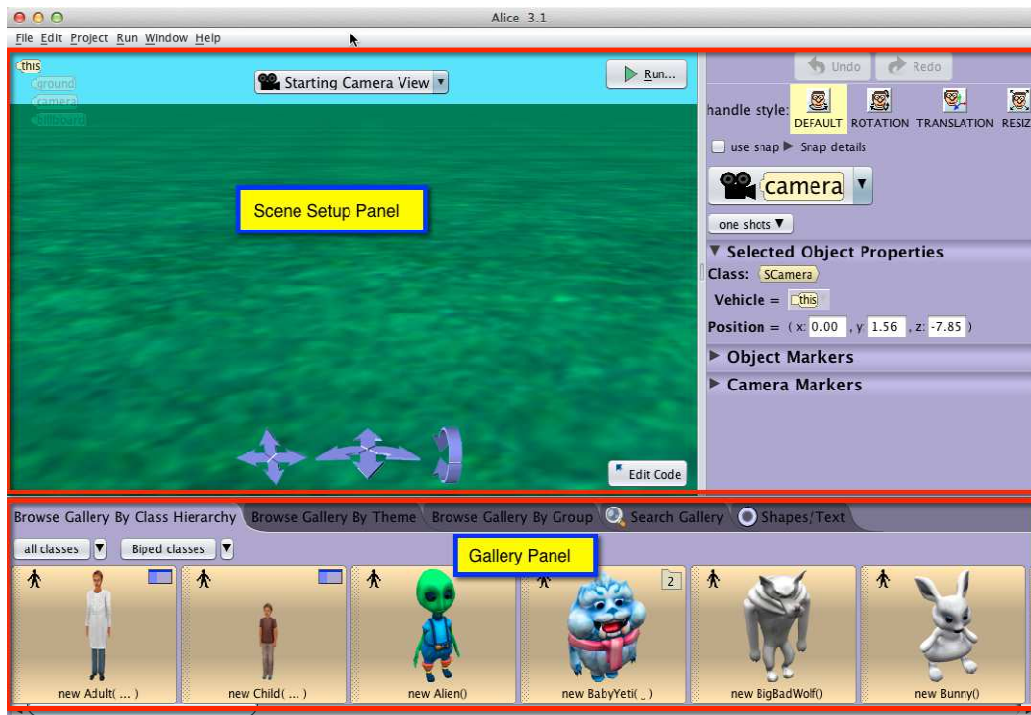 Alice 3.1
File Edit Project Run Window Help
this
ground
camera
billboard
Starting Camera View
Run...
Undo Redo
handle style:
DEFAULT ROTATION TRANSLATION RESIZ
use snap Snap details
camera
one shots
Selected Object Properties
Class: SCamera
Vehicle = this
Position = ( x: 0.00 , y: 1.56 , z: -7.85 )
Object Markers
Camera Markers
Scene Setup Panel
Edit Code
Browse Gallery By Class Hierarchy Browse Gallery By Theme Browse Gallery By Group Search Gallery Shapes/Text
all classes Biped classes
Gallery Panel
2
new Adult( ... ) new Child( ... ) new Alien() new BabyYeti( _ ) new BigBadWolf() new Bunny()